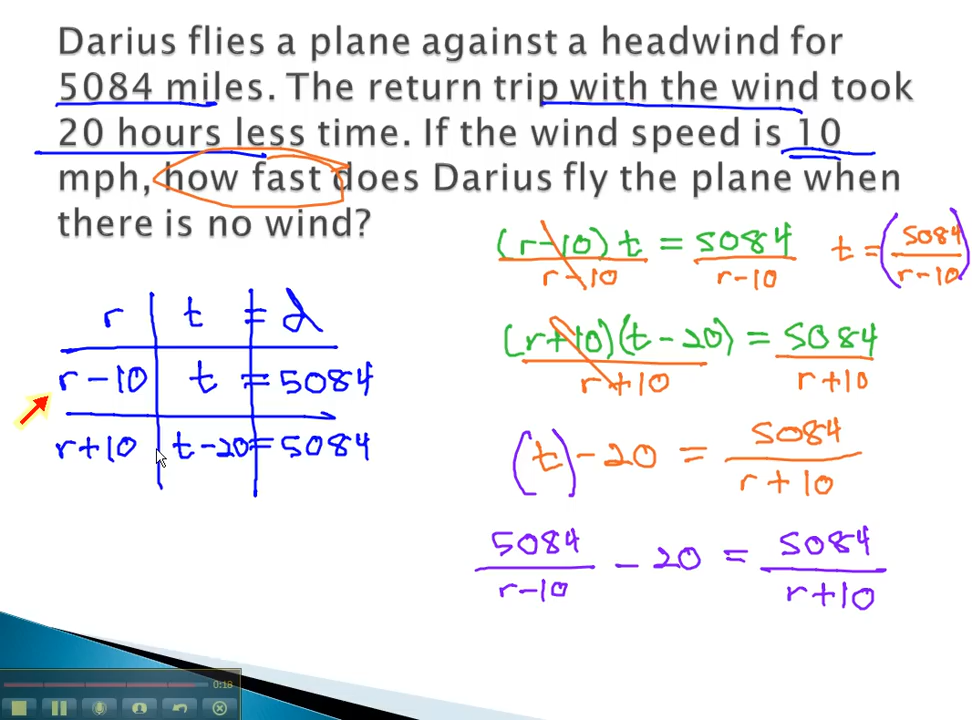 Darius flies a plane against a headwind for
5084 miles. The return trip with the wind took
20 hours less time. If the wind speed is 10
mph, how fast does Darius fly the plane when
there is no wind?
r t = d
r-10 t = 5084
r+10 t-20 = 5084
(r-10)t = 5084
r-10 r-10
t = (5084/r-10)
(r+10)(t-20) = 5084
r+10 r+10
(t)-20 = 5084/r+10
5084/r-10 - 20 = 5084/r+10
0:18